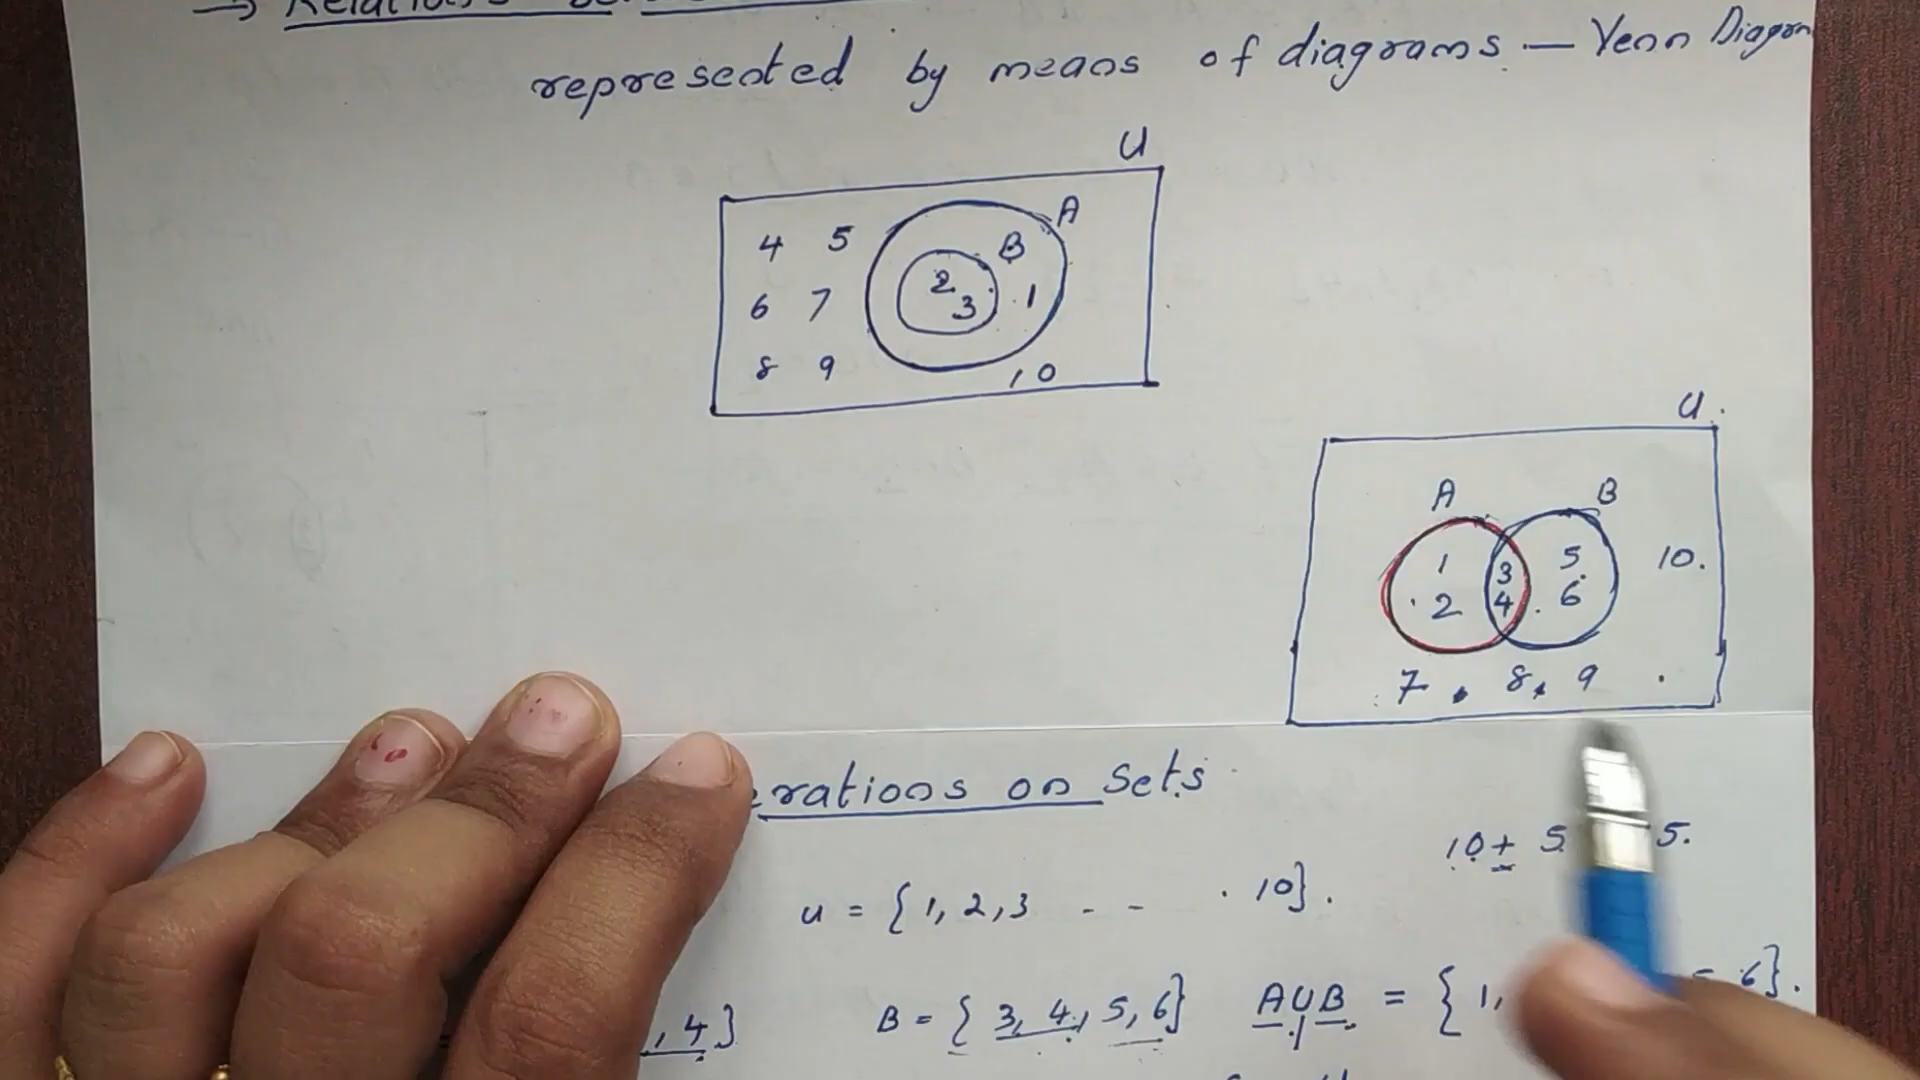 represented by means of diagrams — Venn Diagram
U
A
4 5 B
2
6 7 3 1
8 9 10
U.
A B
1 3 5 10.
2 4 6
7, 8, 9
Sets
U = {1, 2, 3 - - . 10}.
10 + 5 5.
, 4} B = {3, 4, 5, 6} A∪B = {1, 6}.